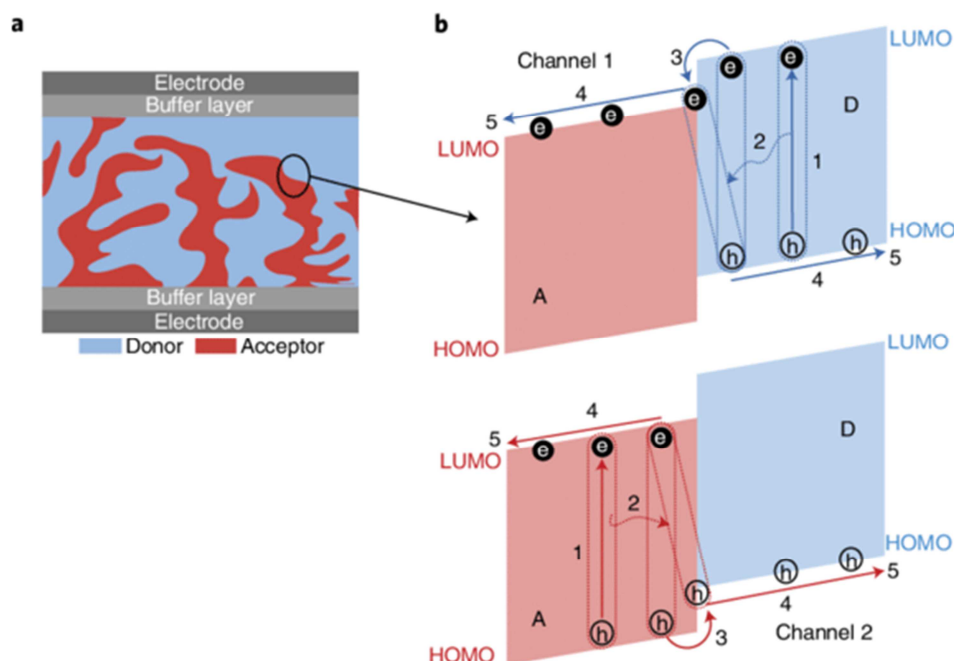 a
Electrode
Buffer layer
Buffer layer
Electrode
Donor Acceptor
b
Channel 1
LUMO
3
e
e
D
4
e
5
e
e
LUMO
2
1
HOMO
h
h
h
5
4
A
HOMO
LUMO
4
5
e
e
e
D
LUMO
2
1
HOMO
h
h
5
h
4
A
h
h
3
Channel 2
HOMO